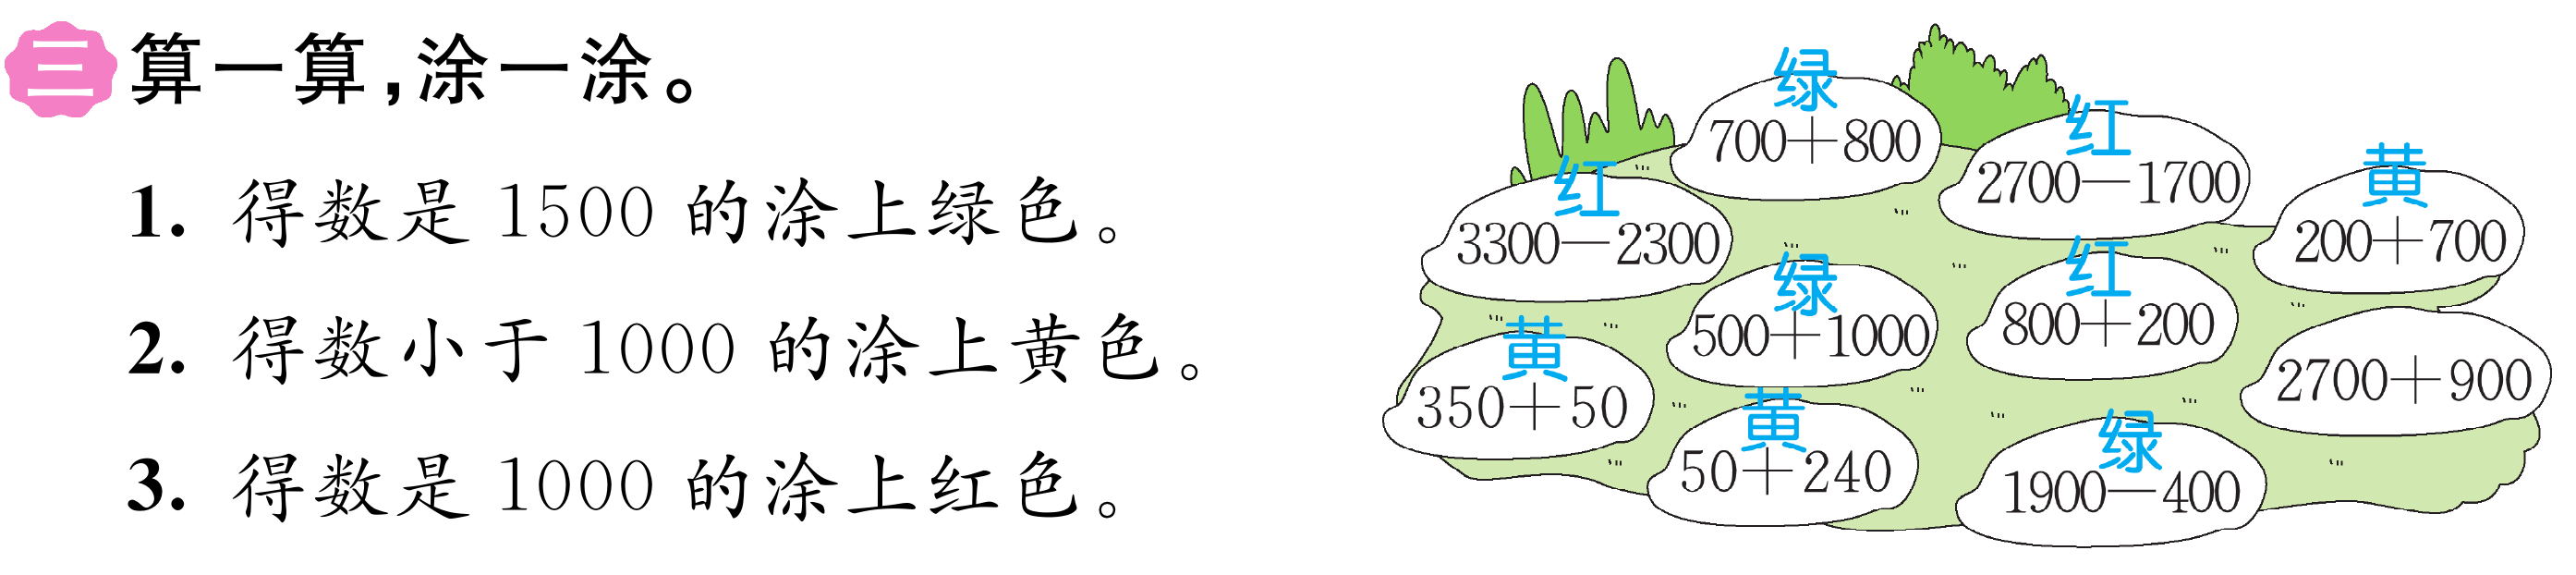 三 算一算,涂一涂。
1. 得数是 1500 的涂上绿色。
2. 得数小于 1000 的涂上黄色。
3. 得数是 1000 的涂上红色。
绿
700+800
红
2700-1700
红
3300-2300
黄
200+700
绿
500+1000
红
800+200
黄
350+50
2700+900
黄
50+240
绿
1900-400